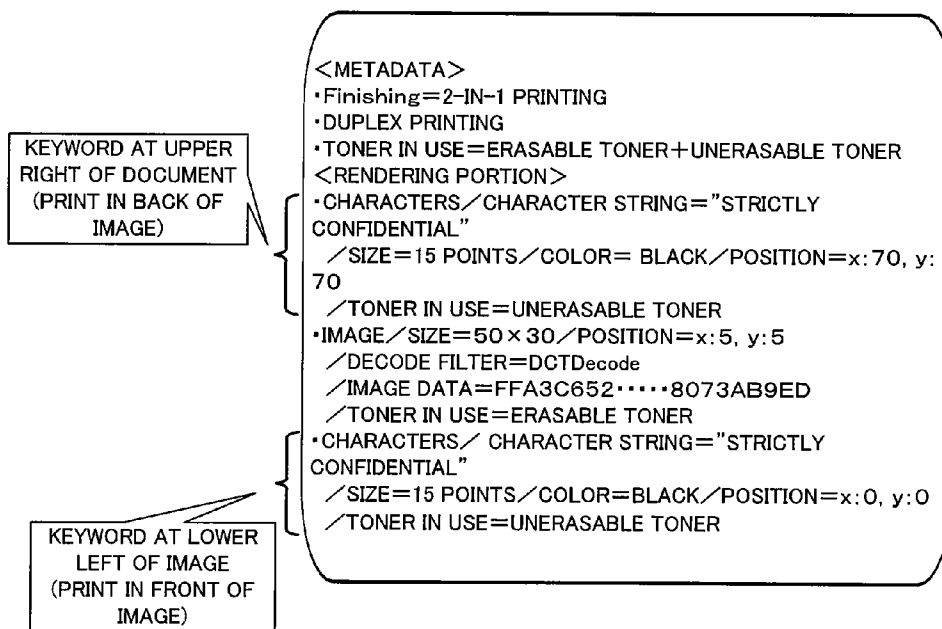 <METADATA>
・Finishing=2-IN-1 PRINTING
・DUPLEX PRINTING
・TONER IN USE=ERASABLE TONER+UNERASABLE TONER
<RENDERING PORTION>
・CHARACTERS/CHARACTER STRING="STRICTLY
CONFIDENTIAL"
/SIZE=15 POINTS/COLOR= BLACK/POSITION=x:70, y:
70
/TONER IN USE=UNERASABLE TONER
・IMAGE/SIZE=50×30/POSITION=x:5, y:5
/DECODE FILTER=DCTDecode
/IMAGE DATA=FFA3C652・・・・・8073AB9ED
/TONER IN USE=ERASABLE TONER
・CHARACTERS/ CHARACTER STRING="STRICTLY
CONFIDENTIAL"
/SIZE=15 POINTS/COLOR=BLACK/POSITION=x:0, y:0
/TONER IN USE=UNERASABLE TONER
KEYWORD AT UPPER
RIGHT OF DOCUMENT
(PRINT IN BACK OF
IMAGE)
KEYWORD AT LOWER
LEFT OF IMAGE
(PRINT IN FRONT OF
IMAGE)